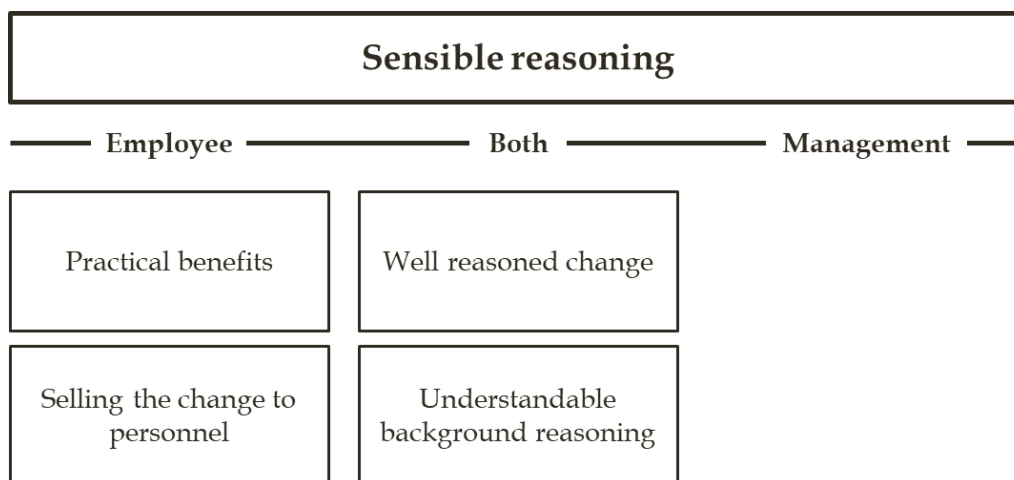 Sensible reasoning
Employee
Both
Management
Practical benefits
Well reasoned change
Selling the change to
personnel
Understandable
background reasoning